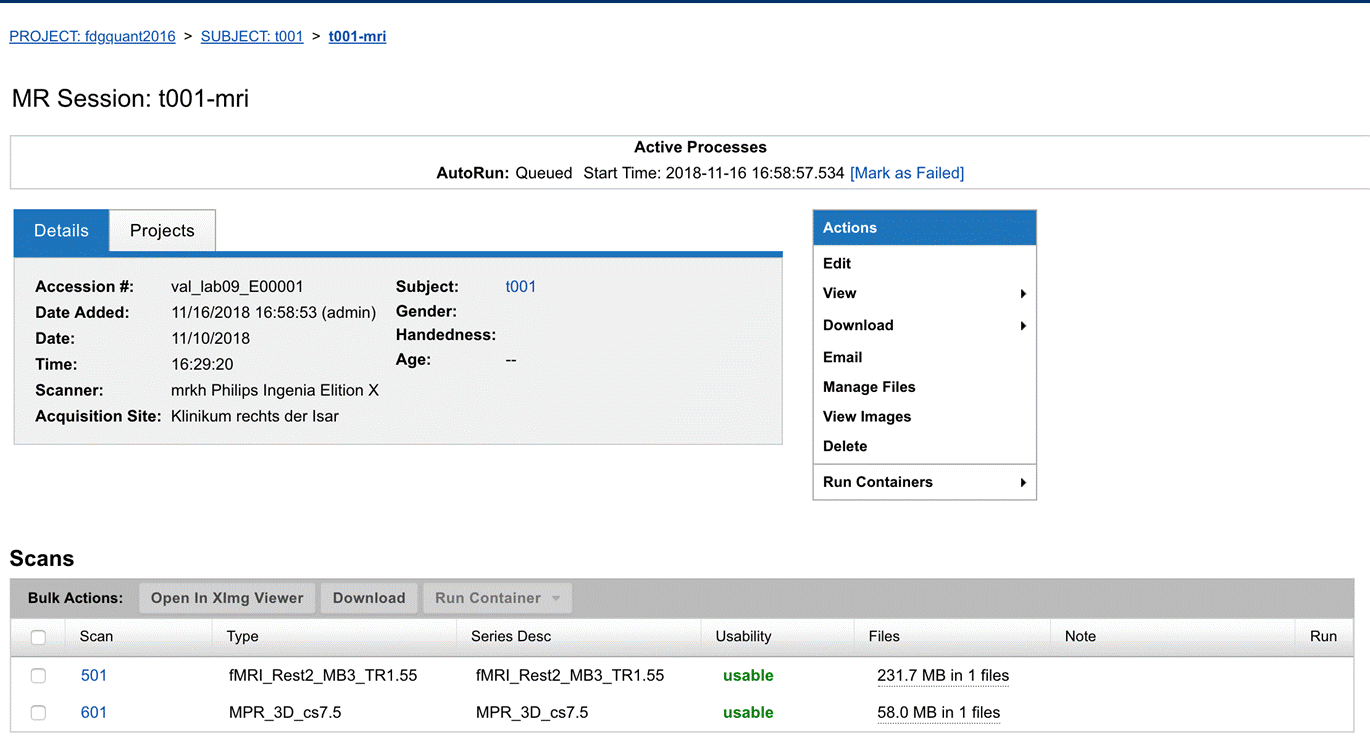 PROJECT: fdgquant2016 > SUBJECT: t001 > t001-mri
MR Session: t001-mri
Active Processes
AutoRun: Queued Start Time: 2018-11-16 16:58:57.534 [Mark as Failed]
Details Projects
Accession #: val_lab09_E00001
Date Added: 11/16/2018 16:58:53 (admin)
Date: 11/10/2018
Time: 16:29:20
Scanner: mrkh Philips Ingenia Elition X
Acquisition Site: Klinikum rechts der Isar
Subject: t001
Gender:
Handedness:
Age: --
Actions
Edit
View
Download
Email
Manage Files
View Images
Delete
Run Containers
Scans
Bulk Actions: Open In XImg Viewer Download Run Container
Scan Type Series Desc Usability Files Note Run
501 fMRI_Rest2_MB3_TR1.55 fMRI_Rest2_MB3_TR1.55 usable 231.7 MB in 1 files
601 MPR_3D_cs7.5 MPR_3D_cs7.5 usable 58.0 MB in 1 files